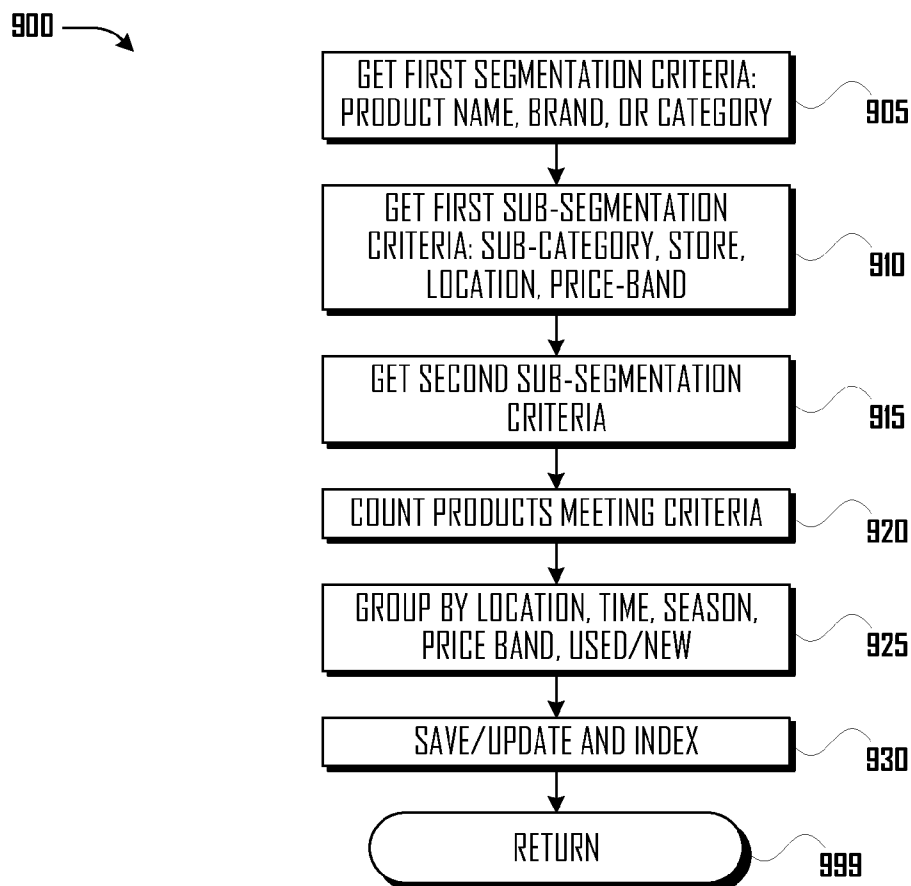 900
GET FIRST SEGMENTATION CRITERIA:
PRODUCT NAME, BRAND, OR CATEGORY
905
GET FIRST SUB-SEGMENTATION
CRITERIA: SUB-CATEGORY, STORE,
LOCATION, PRICE-BAND
910
GET SECOND SUB-SEGMENTATION
CRITERIA
915
COUNT PRODUCTS MEETING CRITERIA
920
GROUP BY LOCATION, TIME, SEASON,
PRICE BAND, USED/NEW
925
SAVE/UPDATE AND INDEX
930
RETURN
999